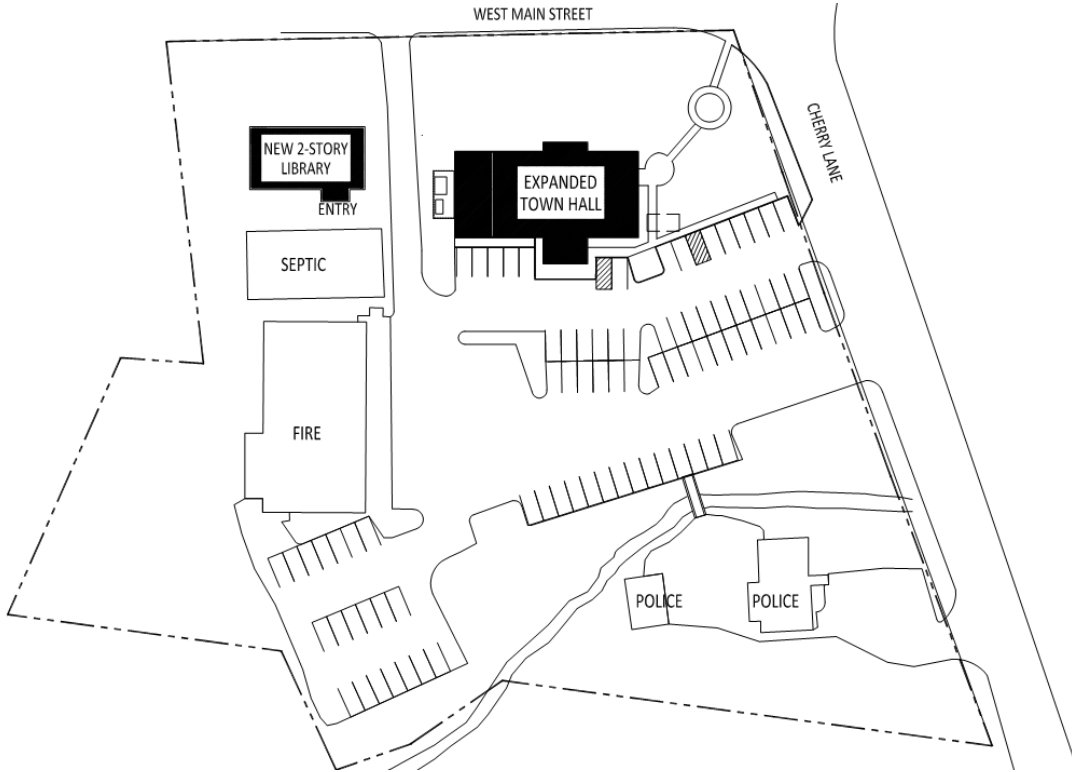 WEST MAIN STREET
CHERRY LANE
NEW 2-STORY
LIBRARY
ENTRY
EXPANDED
TOWN HALL
SEPTIC
FIRE
POLICE
POLICE